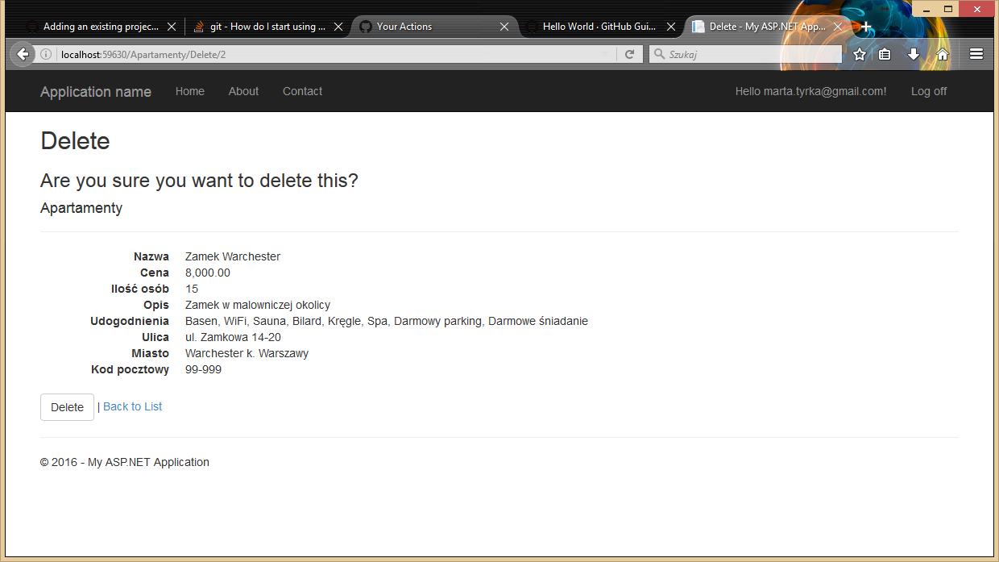 Adding an existing projec...
git - How do I start using ...
Your Actions
Hello World · GitHub Gui...
Delete - My ASP.NET App...
localhost:59630/Apartamenty/Delete/2
Szukaj
Application name Home About Contact Hello marta.tyrka@gmail.com! Log off
Delete
Are you sure you want to delete this?
Apartamenty
Nazwa Zamek Warchester
Cena 8,000.00
Ilość osób 15
Opis Zamek w malowniczej okolicy
Udogodnienia Basen, WiFi, Sauna, Bilard, Kręgle, Spa, Darmowy parking, Darmowe śniadanie
Ulica ul. Zamkowa 14-20
Miasto Warchester k. Warszawy
Kod pocztowy 99-999
Delete | Back to List
© 2016 - My ASP.NET Application